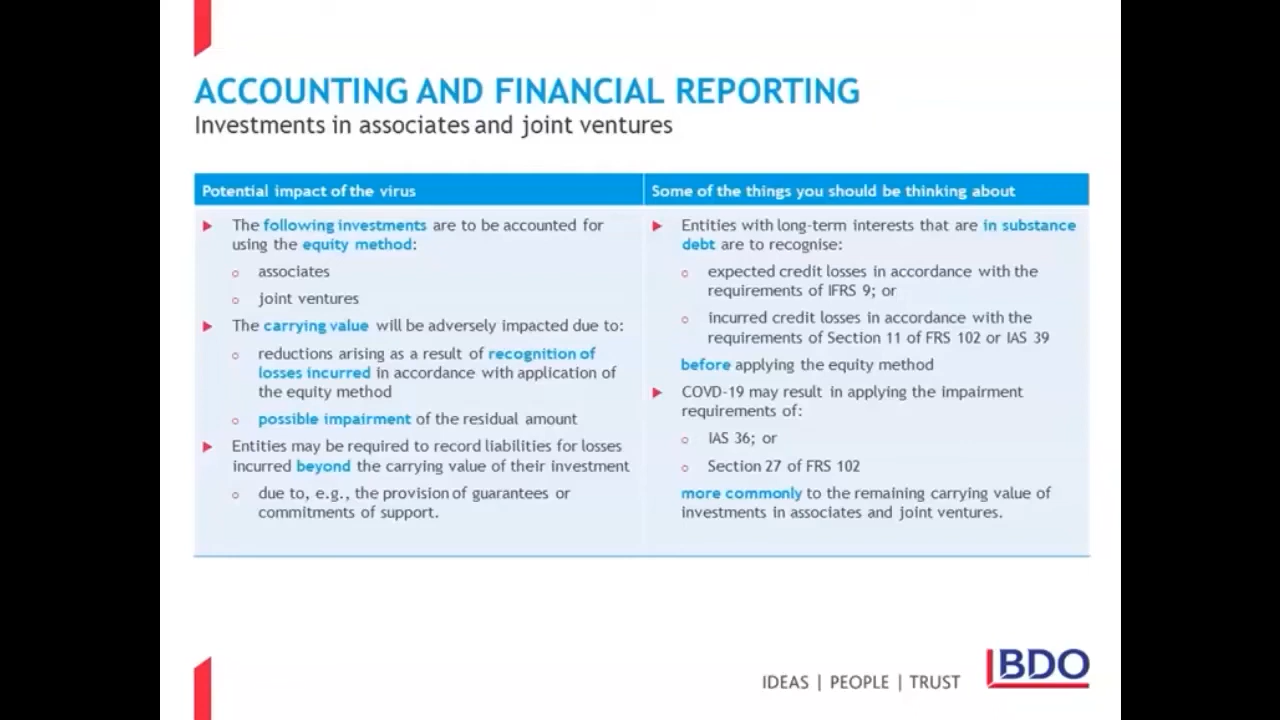 ACCOUNTING AND FINANCIAL REPORTING
Investments in associates and joint ventures
Potential impact of the virus
The following investments are to be accounted for
using the equity method:
associates
joint ventures
The carrying value will be adversely impacted due to:
reductions arising as a result of recognition of
losses incurred in accordance with application of
the equity method
possible impairment of the residual amount
Entities may be required to record liabilities for losses
incurred beyond the carrying value of their investment
due to, e.g., the provision of guarantees or
commitments of support.
Some of the things you should be thinking about
Entities with long-term interests that are in substance
debt are to recognise:
expected credit losses in accordance with the
requirements of IFRS 9; or
incurred credit losses in accordance with the
requirements of Section 11 of FRS 102 or IAS 39
before applying the equity method
COVD-19 may result in applying the impairment
requirements of:
IAS 36; or
Section 27 of FRS 102
more commonly to the remaining carrying value of
investments in associates and joint ventures.
IDEAS | PEOPLE | TRUST
BDO